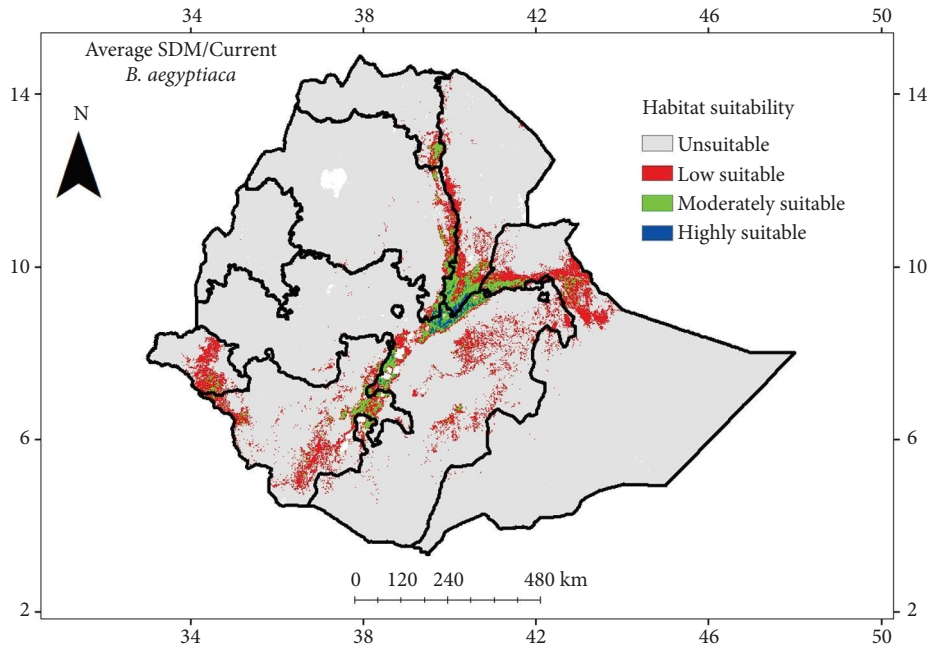 34 38 42 46 50
Average SDM/Current
B. aegyptiaca
14 14
N
Habitat suitability
Unsuitable
Low suitable
Moderately suitable
Highly suitable
10 10
6 6
0 120 240 480 km
2 2
34 38 42 46 50